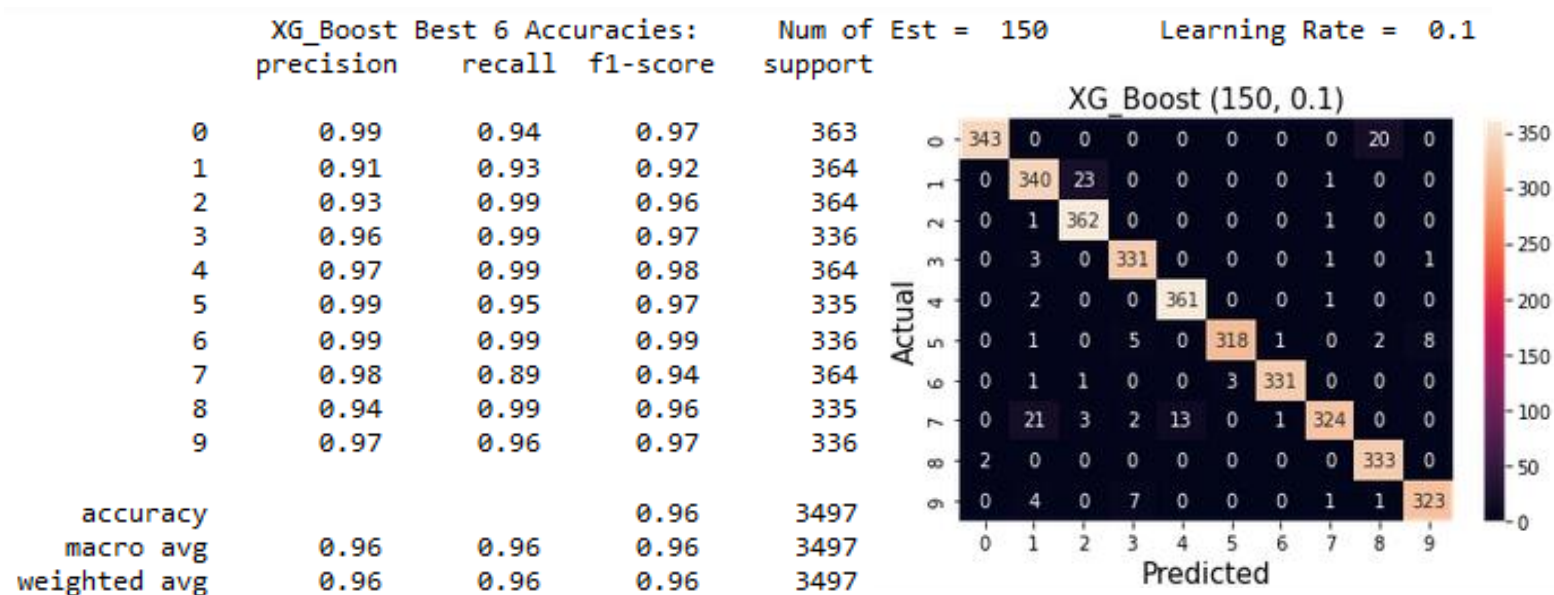 XG_Boost Best 6 Accuracies: Num of Est = 150 Learning Rate = 0.1
precision recall f1-score support
0 0.99 0.94 0.97 363
1 0.91 0.93 0.92 364
2 0.93 0.99 0.96 364
3 0.96 0.99 0.97 336
4 0.97 0.99 0.98 364
5 0.99 0.95 0.97 335
6 0.99 0.99 0.99 336
7 0.98 0.89 0.94 364
8 0.94 0.99 0.96 335
9 0.97 0.96 0.97 336
accuracy 0.96 3497
macro avg 0.96 0.96 0.96 3497
weighted avg 0.96 0.96 0.96 3497
XG_Boost (150, 0.1)
Actual
0 343 0 0 0 0 0 0 0 20 0
1 0 340 23 0 0 0 0 1 0 0
2 0 1 362 0 0 0 0 1 0 0
3 0 3 0 331 0 0 0 1 0 1
4 0 2 0 0 361 0 0 1 0 0
5 0 1 0 5 0 318 1 0 2 8
6 0 1 1 0 0 3 331 0 0 0
7 0 21 3 2 13 0 1 324 0 0
8 2 0 0 0 0 0 0 0 333 0
9 0 4 0 7 0 0 0 1 1 323
0 1 2 3 4 5 6 7 8 9
Predicted
350
300
250
200
150
100
50
0